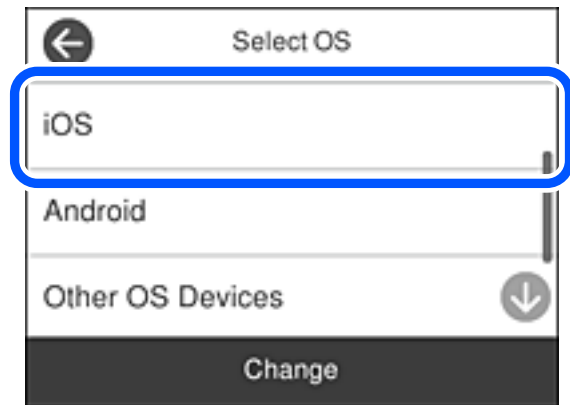 Select OS
iOS
Android
Other OS Devices
Change